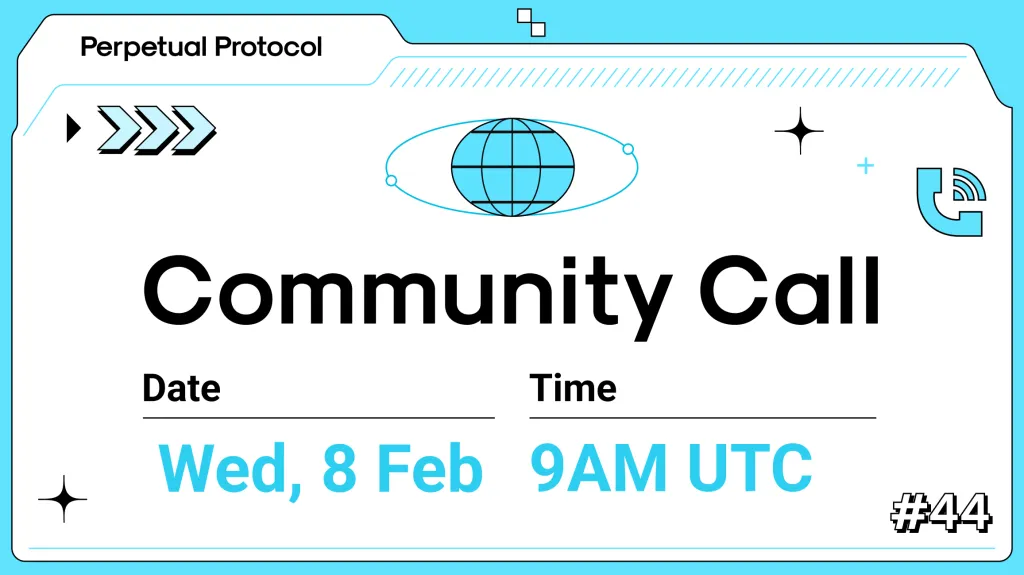 Perpetual Protocol
Community Call
Date
Time
Wed, 8 Feb
9AM UTC
#44